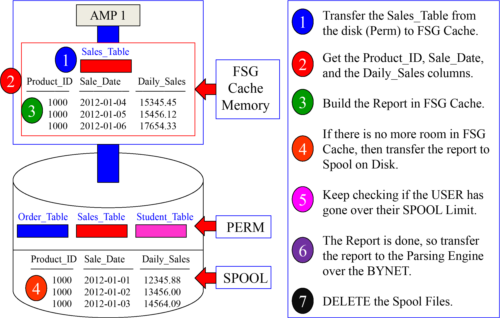 AMP 1
Sales_Table
1
2
Product_ID Sale_Date Daily_Sales
3
1000 2012-01-04 15345.45
1000 2012-01-05 15456.12
1000 2012-01-06 17654.33
FSG
Cache
Memory
Order_Table Sales_Table Student_Table
PERM
Product_ID Sale_Date Daily_Sales
4
1000 2012-01-01 12345.88
1000 2012-01-02 13456.00
1000 2012-01-03 14564.09
SPOOL
1
Transfer the Sales_Table from
the disk (Perm) to FSG Cache.
2
Get the Product_ID, Sale_Date,
and the Daily_Sales columns.
3
Build the Report in FSG Cache.
4
If there is no more room in FSG
Cache, then transfer the report to
Spool on Disk.
5
Keep checking if the USER has
gone over their SPOOL Limit.
6
The Report is done, so transfer
the report to the Parsing Engine
over the BYNET.
7
DELETE the Spool Files.